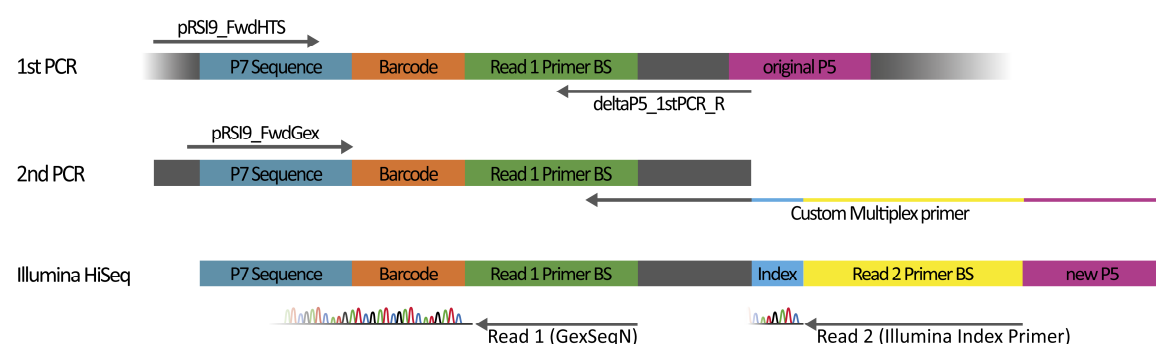 pRSI9_FwdHTS
1st PCR
P7 Sequence Barcode Read 1 Primer BS original P5
deltaP5_1stPCR_R
pRSI9_FwdGex
2nd PCR
P7 Sequence Barcode Read 1 Primer BS
Custom Multiplex primer
Illumina HiSeq
P7 Sequence Barcode Read 1 Primer BS Index Read 2 Primer BS new P5
Read 1 (GexSeqN)
Read 2 (Illumina Index Primer)